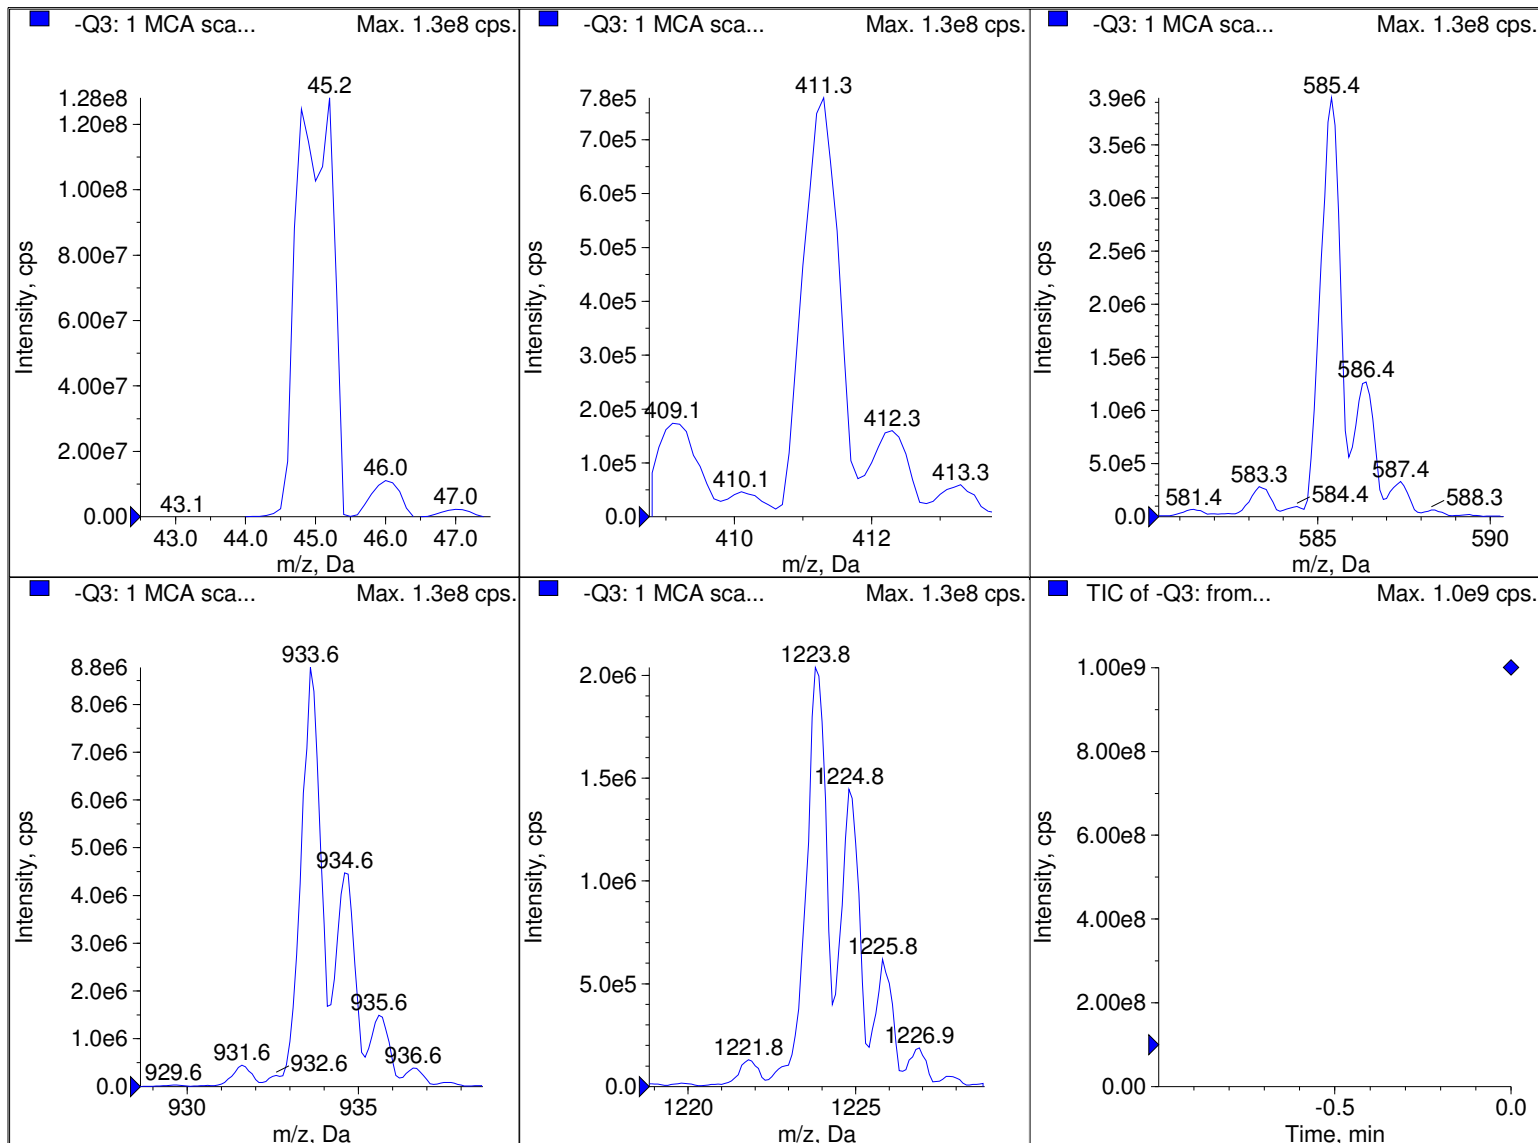 -Q3: 1 MCA sca... Max. 1.3e8 cps.
45.2
1.28e8
1.20e8
1.00e8
8.00e7
6.00e7
4.00e7
2.00e7
0.00
43.1
46.0
47.0
43.0 44.0 45.0 46.0 47.0
m/z, Da
Intensity, cps
-Q3: 1 MCA sca... Max. 1.3e8 cps.
411.3
7.8e5
7.0e5
6.0e5
5.0e5
4.0e5
3.0e5
2.0e5
1.0e5
0.0
409.1
410.1
412.3
413.3
410 412
m/z, Da
Intensity, cps
-Q3: 1 MCA sca... Max. 1.3e8 cps.
585.4
3.9e6
3.5e6
3.0e6
2.5e6
2.0e6
1.5e6
1.0e6
5.0e5
0.0
586.4
581.4
583.3
584.4
587.4
588.3
585 590
m/z, Da
Intensity, cps
-Q3: 1 MCA sca... Max. 1.3e8 cps.
933.6
8.8e6
8.0e6
7.0e6
6.0e6
5.0e6
4.0e6
3.0e6
2.0e6
1.0e6
0.0
934.6
935.6
929.6
931.6
932.6
936.6
930 935
m/z, Da
Intensity, cps
-Q3: 1 MCA sca... Max. 1.3e8 cps.
1223.8
2.0e6
1.5e6
1.0e6
5.0e5
0.0
1224.8
1225.8
1221.8
1226.9
1220 1225
m/z, Da
Intensity, cps
TIC of -Q3: from... Max. 1.0e9 cps.
1.00e9
8.00e8
6.00e8
4.00e8
2.00e8
0.00
-0.5 0.0
Time, min
Intensity, cps